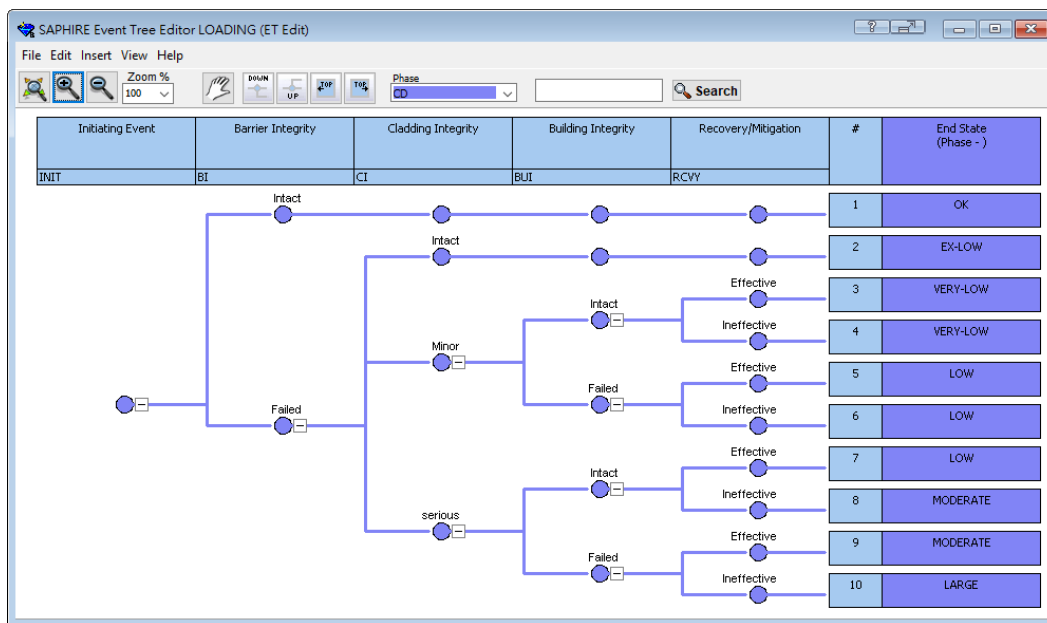 SAPHIRE Event Tree Editor LOADING (ET Edit)
File Edit Insert View Help
Zoom %
100
DOWN
UP
TOP
TOP
Phase
CD
Search
Initiating Event
Barrier Integrity
Cladding Integrity
Building Integrity
Recovery/Mitigation
#
End State
(Phase - )
INIT
BI
CI
BUI
RCVY
Intact
1
OK
Intact
2
EX-LOW
Effective
3
VERY-LOW
Intact
Ineffective
4
VERY-LOW
Minor
Effective
5
LOW
Failed
Ineffective
6
LOW
Failed
Effective
7
LOW
Intact
Ineffective
8
MODERATE
serious
Effective
9
MODERATE
Failed
Ineffective
10
LARGE